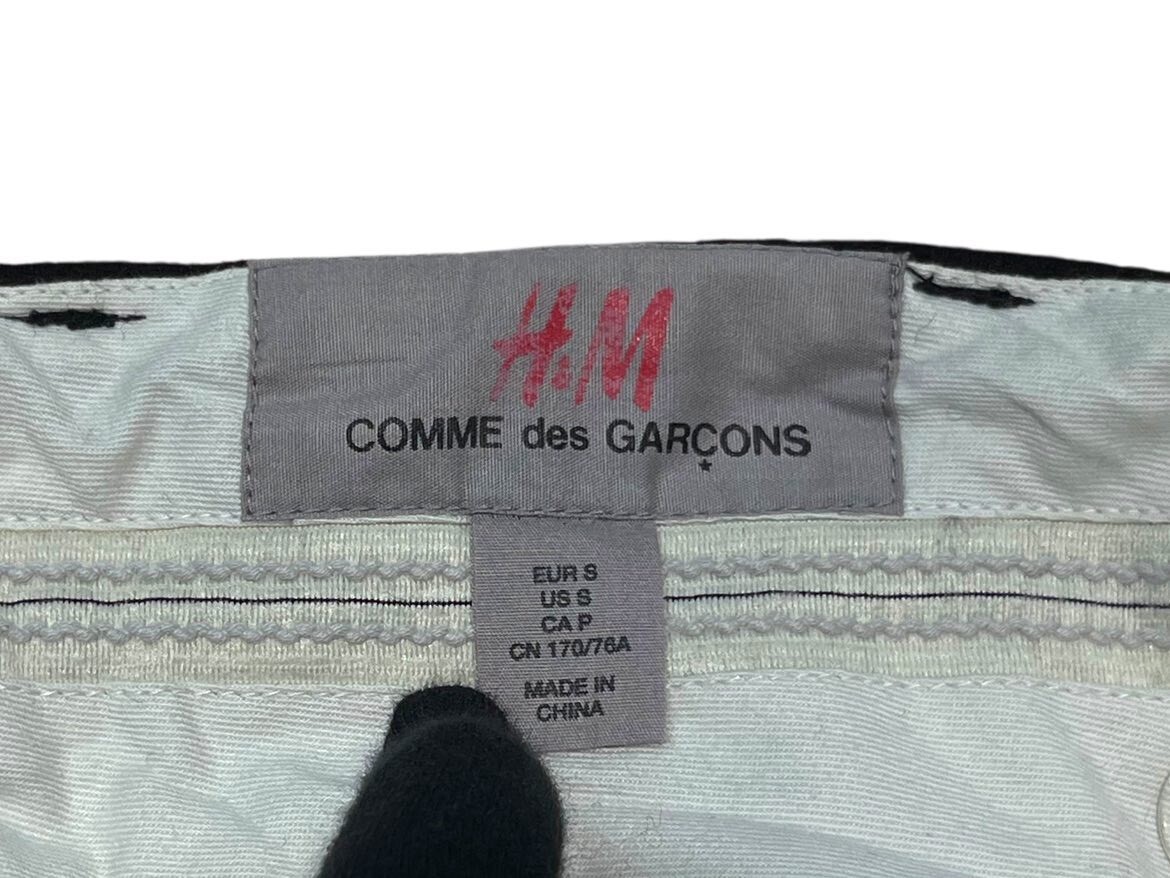 H&M
COMME des GARÇONS
EUR S
US S
CA P
CN 170/76A
MADE IN
CHINA